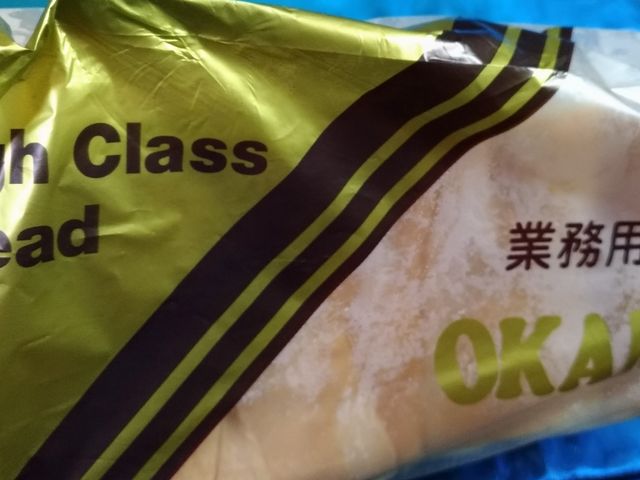 gh Class
ead
業務用
OKA